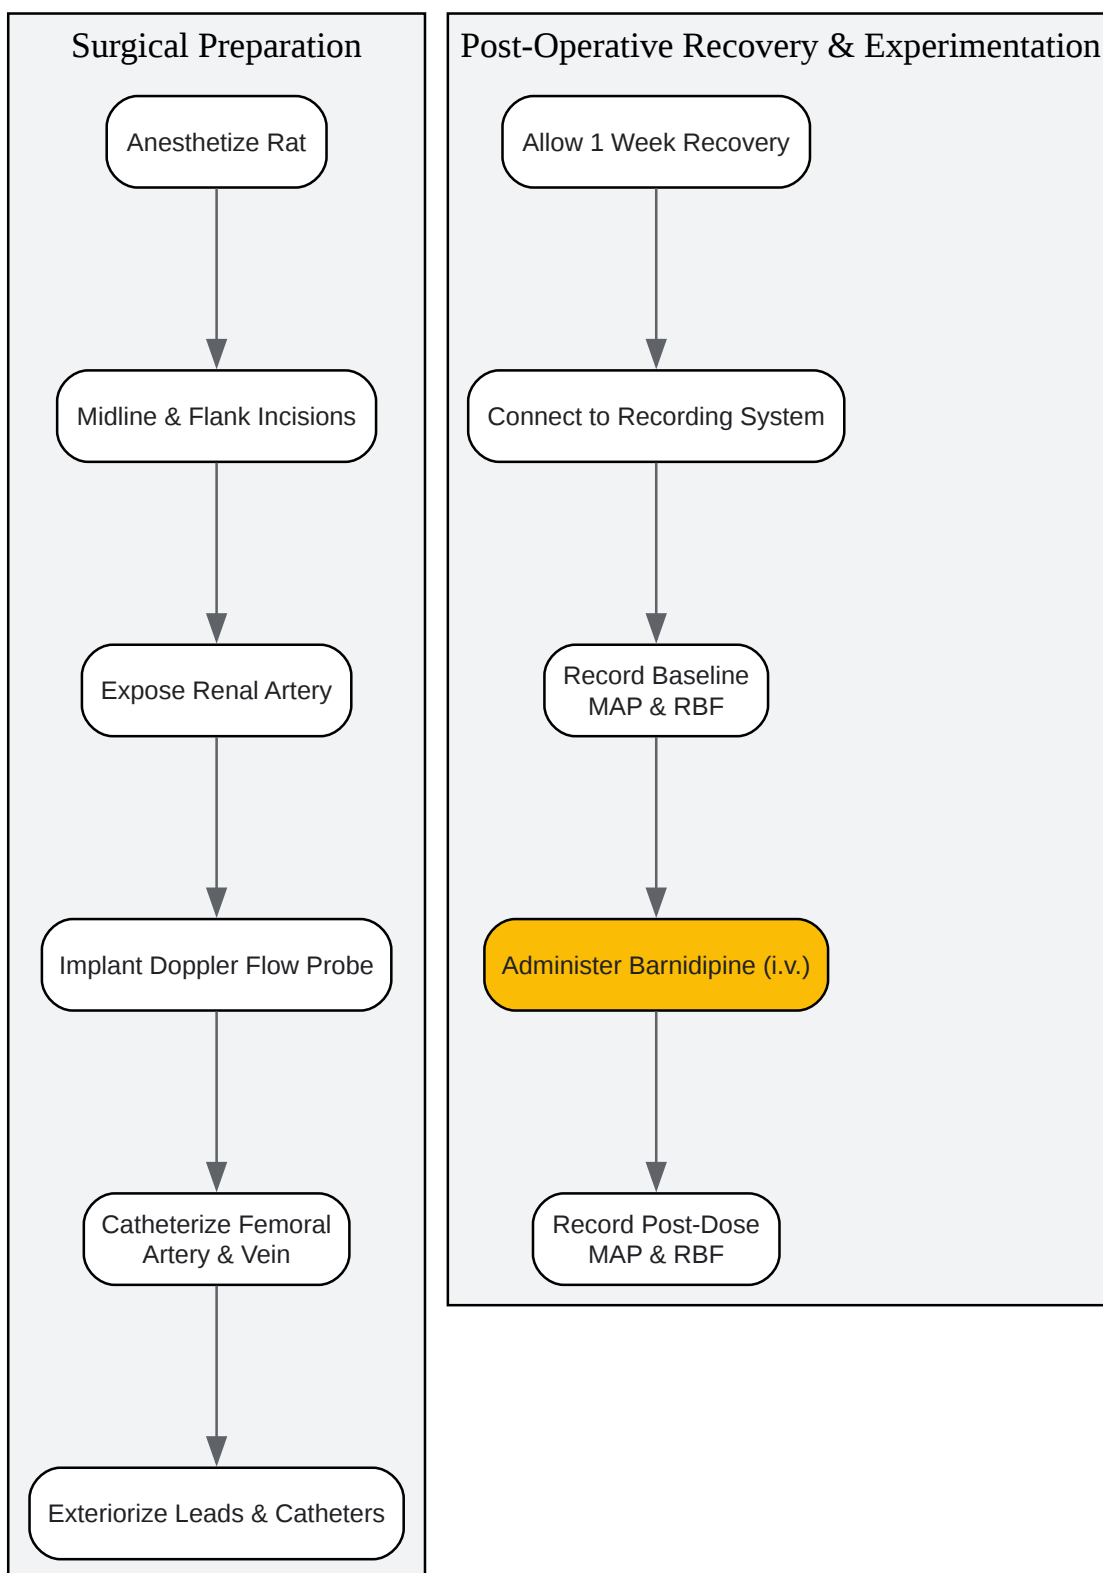 Surgical Preparation
Anesthetize Rat
Midline & Flank Incisions
Expose Renal Artery
Implant Doppler Flow Probe
Catheterize Femoral
Artery & Vein
Exteriorize Leads & Catheters
Post-Operative Recovery & Experimentation
Allow 1 Week Recovery
Connect to Recording System
Record Baseline
MAP & RBF
Administer Barnidipine (i.v.)
Record Post-Dose
MAP & RBF